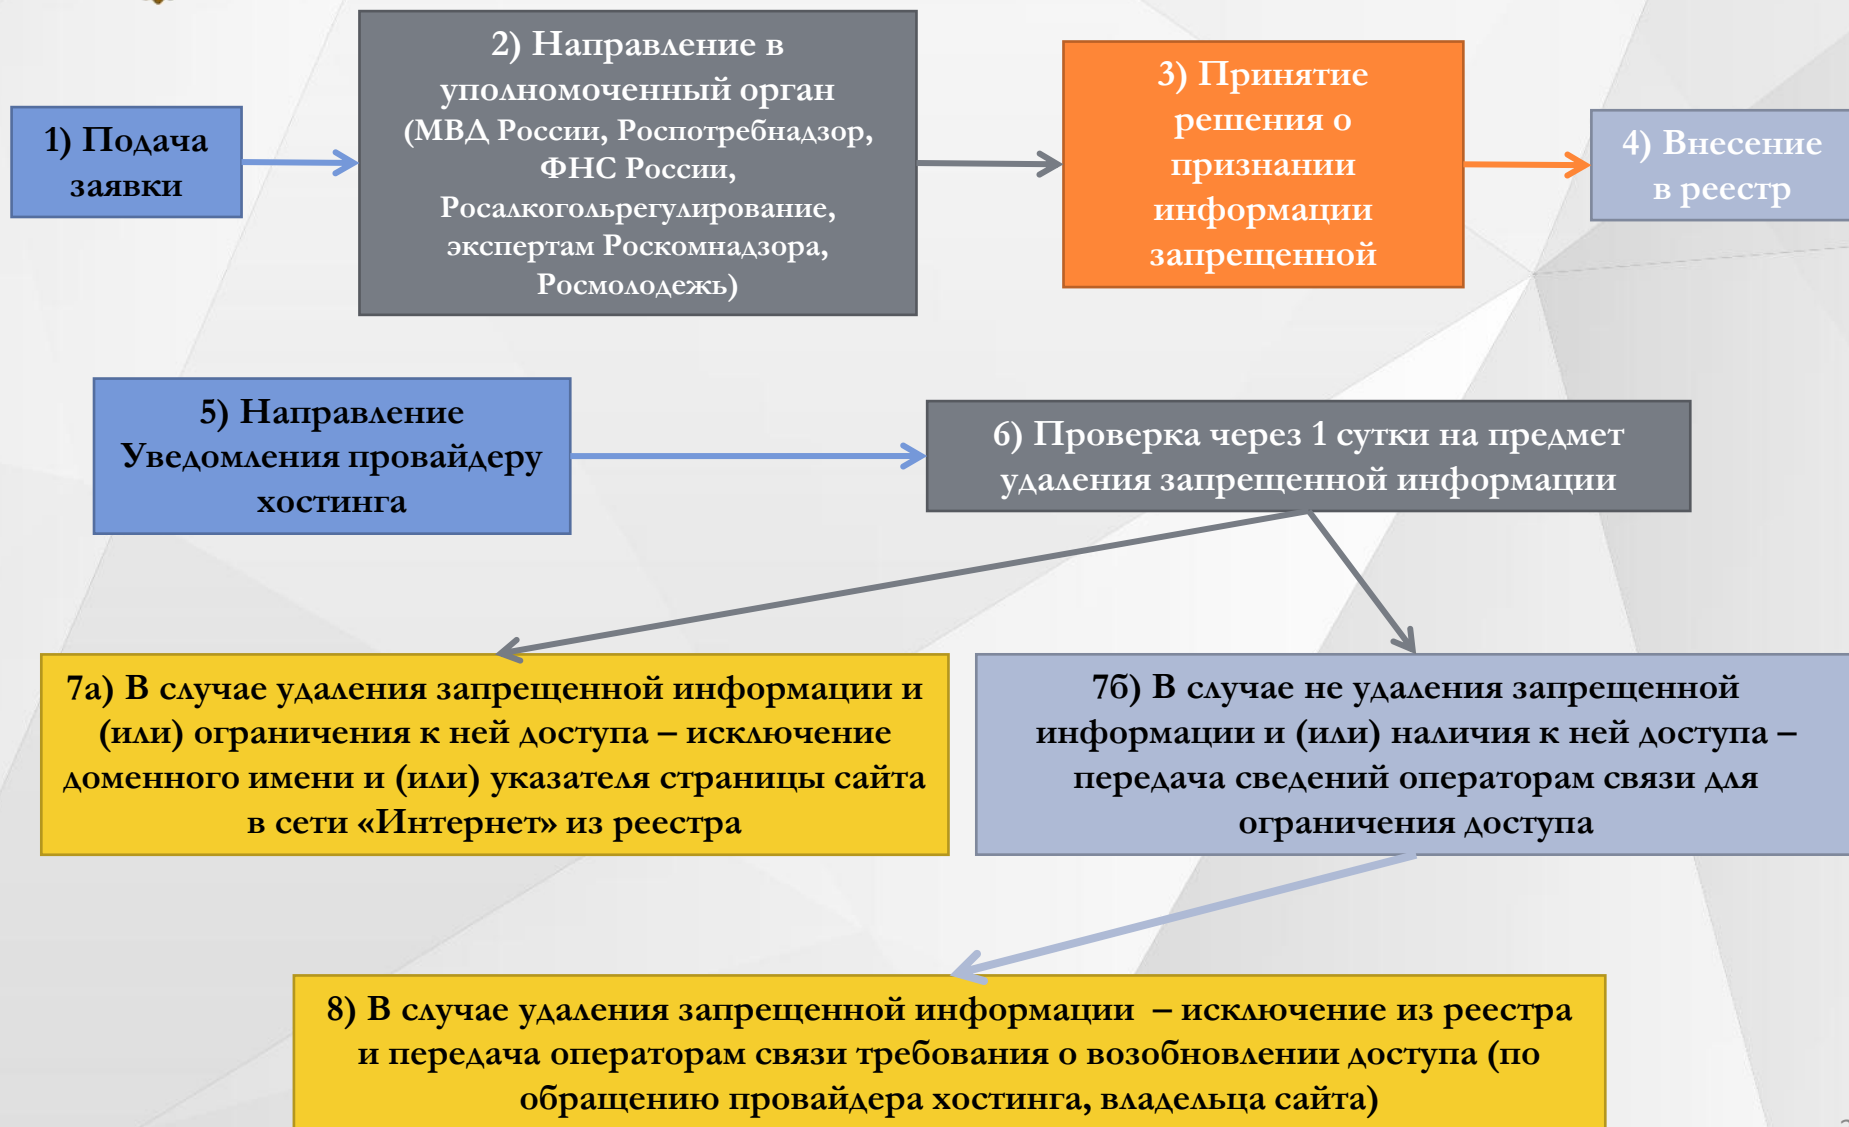 1) Подача
заявки
2) Направление в
уполномоченный орган
(МВД России, Роспотребнадзор,
ФНС России,
Росалкогольрегулирование,
экспертам Роскомнадзора,
Росмолодежь)
3) Принятие
решения о
признании
информации
запрещенной
4) Внесение
в реестр
5) Направление
Уведомления провайдеру
хостинга
6) Проверка через 1 сутки на предмет
удаления запрещенной информации
7а) В случае удаления запрещенной информации и
(или) ограничения к ней доступа – исключение
доменного имени и (или) указателя страницы сайта
в сети «Интернет» из реестра
7б) В случае не удаления запрещенной
информации и (или) наличия к ней доступа –
передача сведений операторам связи для
ограничения доступа
8) В случае удаления запрещенной информации – исключение из реестра
и передача операторам связи требования о возобновлении доступа (по
обращению провайдера хостинга, владельца сайта)